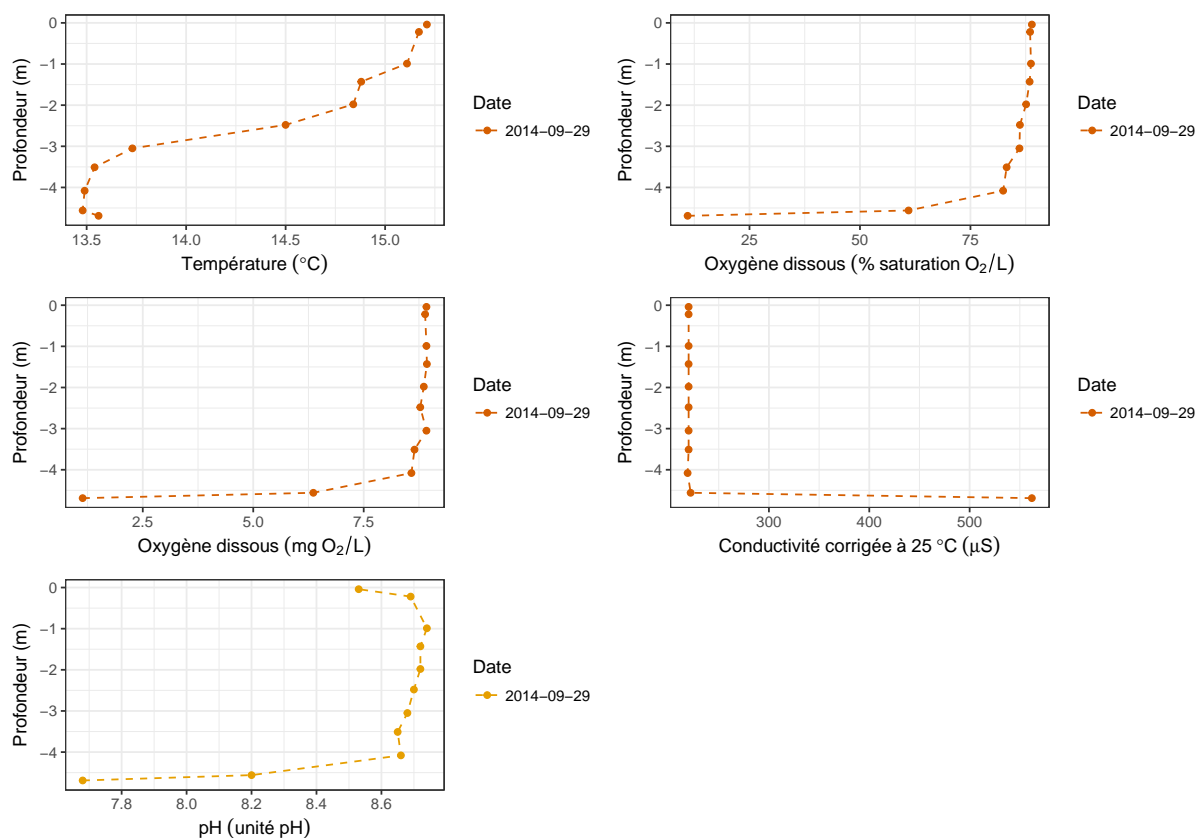 0
−1
−2
−3
−4
13.5 14.0 14.5 15.0
Température (°C)
Profondeur (m)
Date
2014−09−29
0
−1
−2
−3
−4
25 50 75
Oxygène dissous (% saturation O₂/L)
Profondeur (m)
Date
2014−09−29
0
−1
−2
−3
−4
2.5 5.0 7.5
Oxygène dissous (mg O₂/L)
Profondeur (m)
Date
2014−09−29
0
−1
−2
−3
−4
300 400 500
Conductivité corrigée à 25 °C (μS)
Profondeur (m)
Date
2014−09−29
0
−1
−2
−3
−4
7.8 8.0 8.2 8.4 8.6
pH (unité pH)
Profondeur (m)
Date
2014−09−29